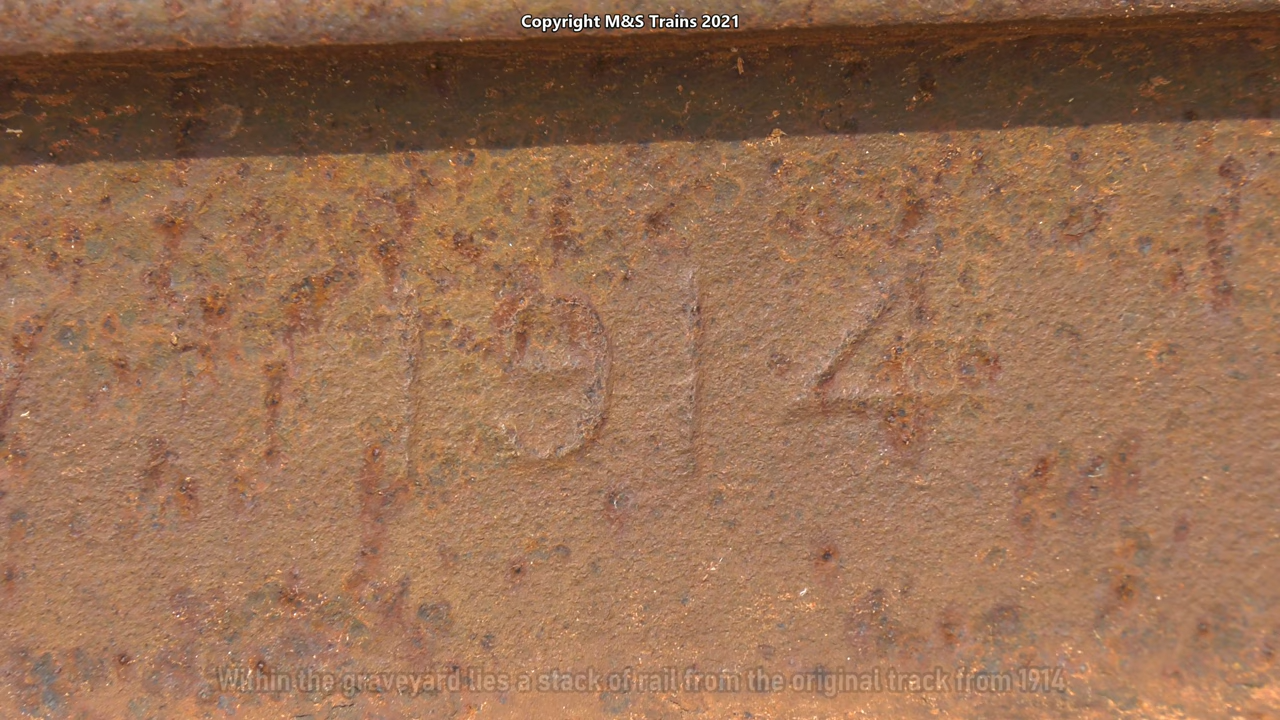 Copyright M&S Trains 2021
1914
Within the graveyard lies a stack of rail from the original track from 1914